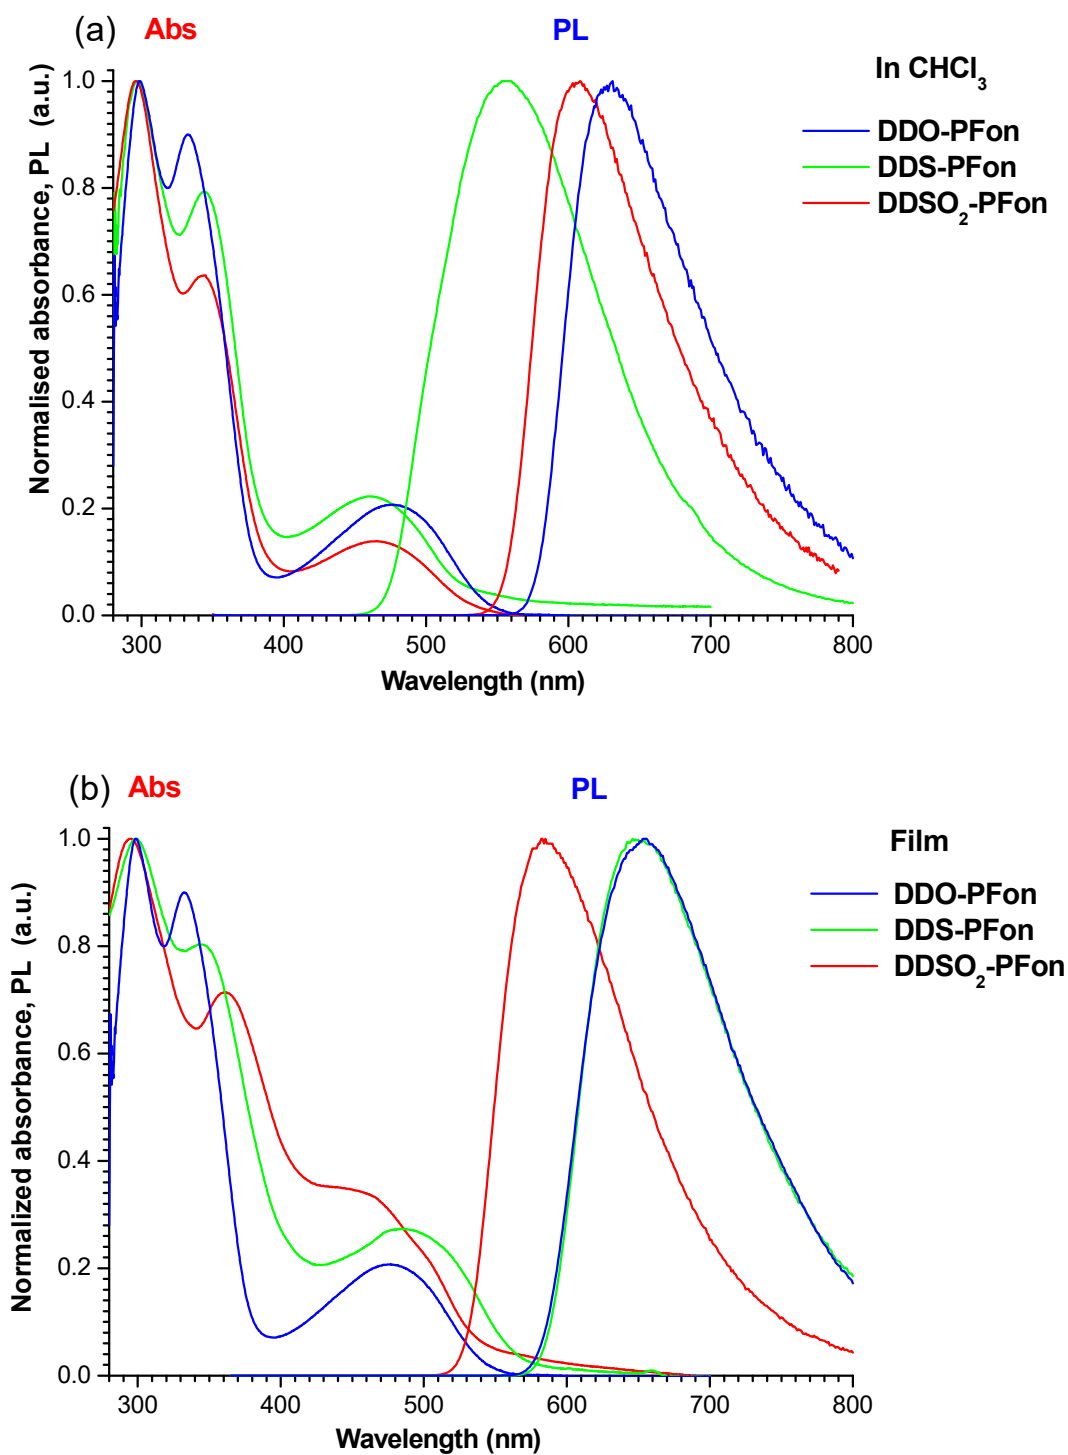 (a) Abs PL
In CHCl3
DDO-PFon
DDS-PFon
DDSO2-PFon
Normalised absorbance, PL (a.u.)
1.0
0.8
0.6
0.4
0.2
0.0
300 400 500 600 700 800
Wavelength (nm)
(b) Abs PL
Film
DDO-PFon
DDS-PFon
DDSO2-PFon
Normalized absorbance, PL (a.u.)
1.0
0.8
0.6
0.4
0.2
0.0
300 400 500 600 700 800
Wavelength (nm)